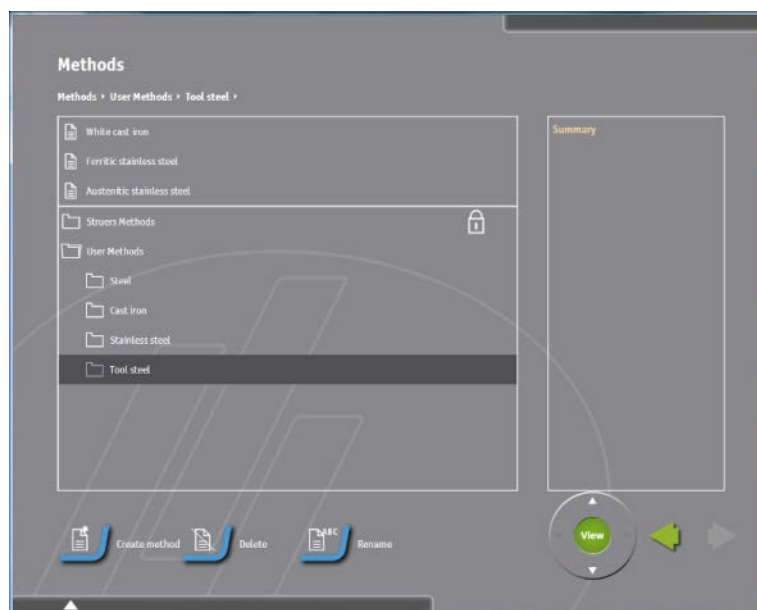 Methods
Methods ▸ User Methods ▸ Tool steel ▸
White cast iron
Ferritic stainless steel
Austenitic stainless steel
Struers Methods
User Methods
Steel
Cast iron
Stainless steel
Tool steel
Summary
Create method
Delete
ABC
Rename
View